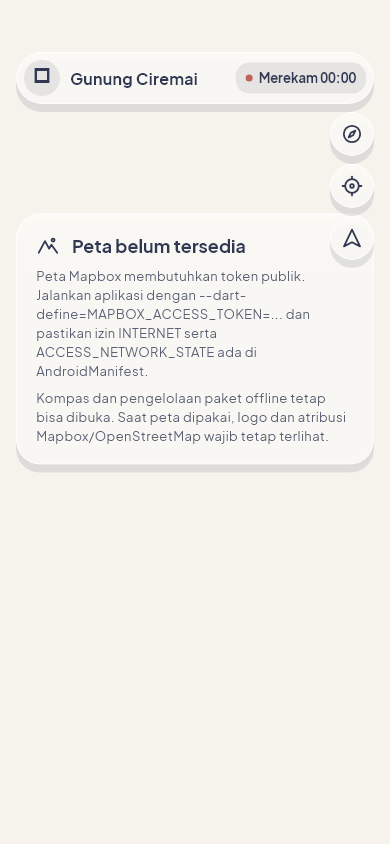 Gunung Ciremai
Merekam 00:00
Peta belum tersedia
Peta Mapbox membutuhkan token publik.
Jalankan aplikasi dengan --dart-
define=MAPBOX_ACCESS_TOKEN=... dan
pastikan izin INTERNET serta
ACCESS_NETWORK_STATE ada di
AndroidManifest.
Kompas dan pengelolaan paket offline tetap
bisa dibuka. Saat peta dipakai, logo dan atribusi
Mapbox/OpenStreetMap wajib tetap terlihat.